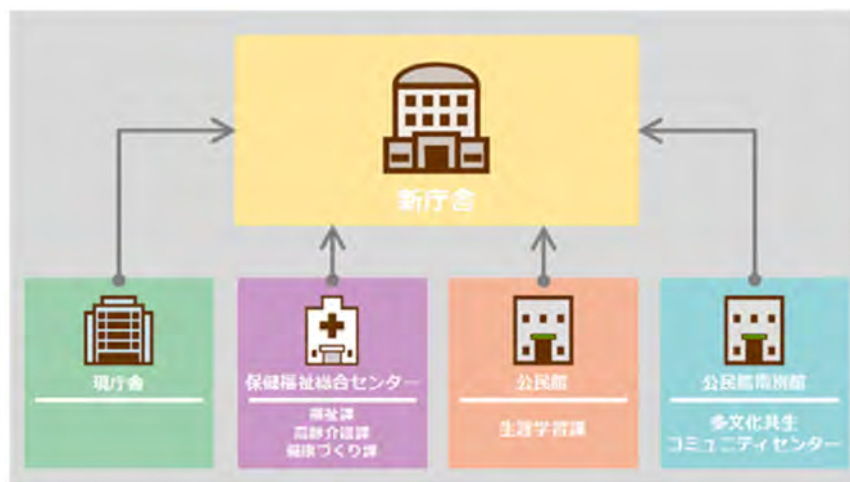 新庁舎
現庁舎
保健福祉総合センター
福祉課
高齢介護課
健康づくり課
公民館
生涯学習課
公民館南別館
多文化共生
コミュニティセンター